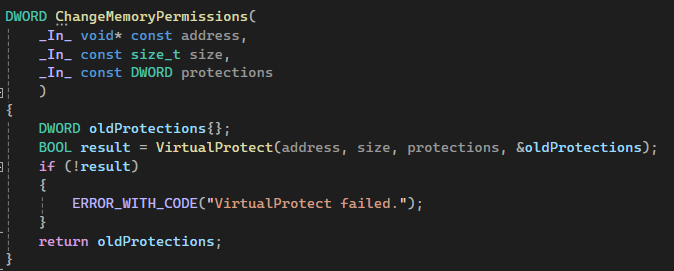 DWORD ChangeMemoryPermissions(
    _In_ void* const address,
    _In_ const size_t size,
    _In_ const DWORD protections
    )
{
    DWORD oldProtections{};
    BOOL result = VirtualProtect(address, size, protections, &oldProtections);
    if (!result)
    {
        ERROR_WITH_CODE("VirtualProtect failed.");
    }
    return oldProtections;
}